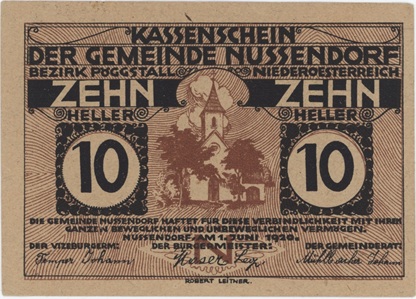 KASSENSCHEIN
DER GEMEINDE NUSSENDORF
BEZIRK PÖGGSTALL NIEDEROESTERREICH
ZEHN ZEHN
HELLER HELLER
10 10
DIE GEMEINDE NUSSENDORF HAFTET FÜR DIESE VERBINDLICHKEIT MIT IHREM
GANZEN BEWEGLICHEN UND UNBEWEGLICHEN VERMÖGEN.
NUSSENDORF, AM 1. JUNI 1920.
DER VIZEBÜRGERM: DER BÜRGERMEISTER: DER GEMEINDERAT:
Johann Johann
ROBERT LEITNER.